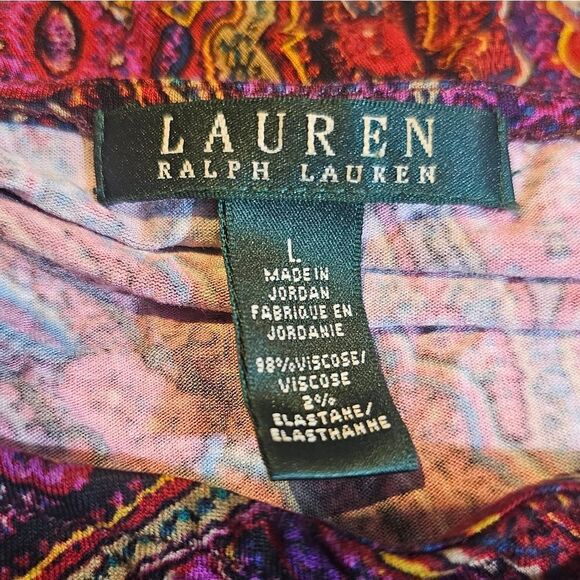 LAUREN
RALPH LAUREN
L
MADE IN
JORDAN
FABRIQUE EN
JORDANIE
98%VISCOSE/
VISCOSE
2%
ELASTANE/
ELASTHANNE